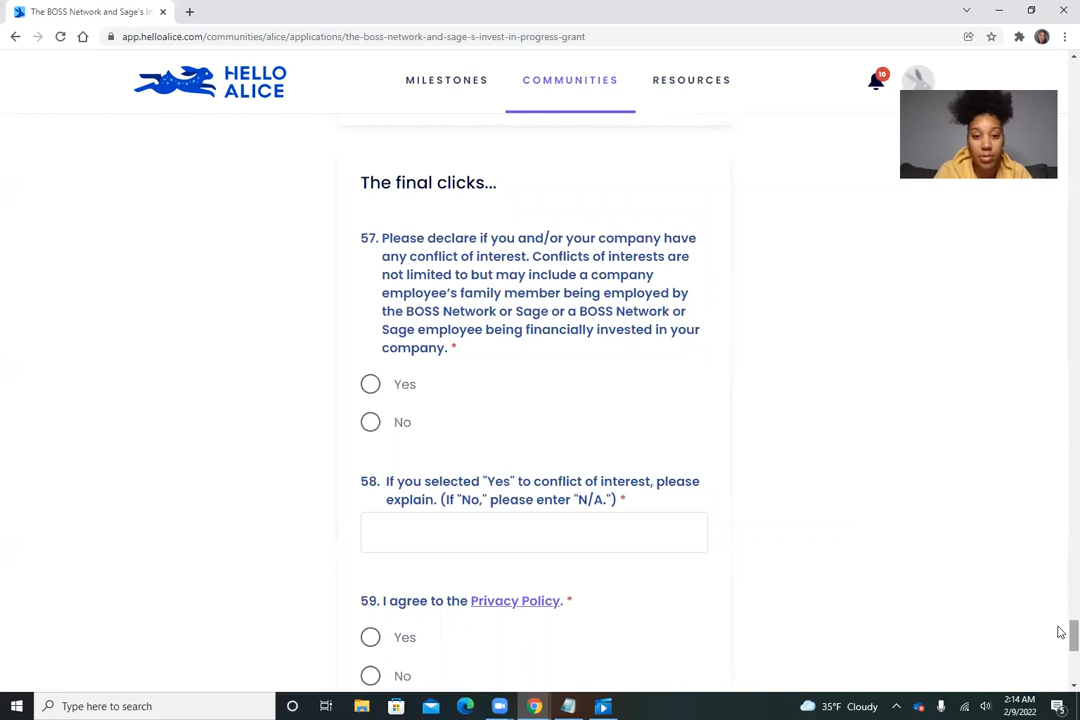 The BOSS Network and Sage's In
app.helloalice.com/communities/alice/applications/the-boss-network-and-sage-s-invest-in-progress-grant
HELLO
ALICE
MILESTONES
COMMUNITIES
RESOURCES
10
The final clicks...
57. Please declare if you and/or your company have
any conflict of interest. Conflicts of interests are
not limited to but may include a company
employee's family member being employed by
the BOSS Network or Sage or a BOSS Network or
Sage employee being financially invested in your
company. *
Yes
No
58. If you selected "Yes" to conflict of interest, please
explain. (If "No," please enter "N/A.") *
59. I agree to the Privacy Policy. *
Yes
No
Type here to search
35°F Cloudy
2:14 AM
2/9/2022
5